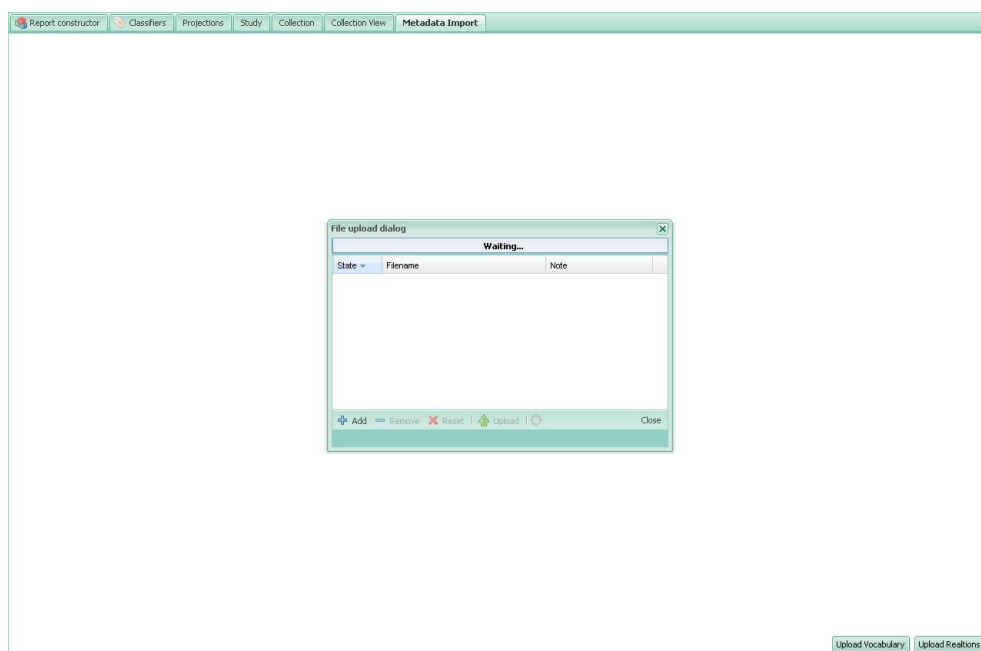 Report constructor Classifiers Projections Study Collection Collection View Metadata Import
File upload dialog
Waiting...
State Filename Note
Add Remove Reset Upload Close
Upload Vocabulary Upload Realtions